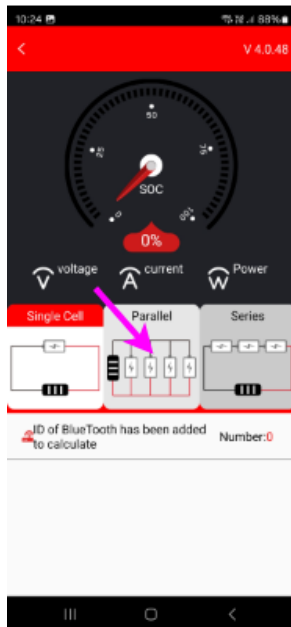 10:24 88%
V 4.0.48
50
25
75
SOC
0
100
0%
V voltage A current W Power
Single Cell Parallel Series
ID of BlueTooth has been added Number:0
to calculate